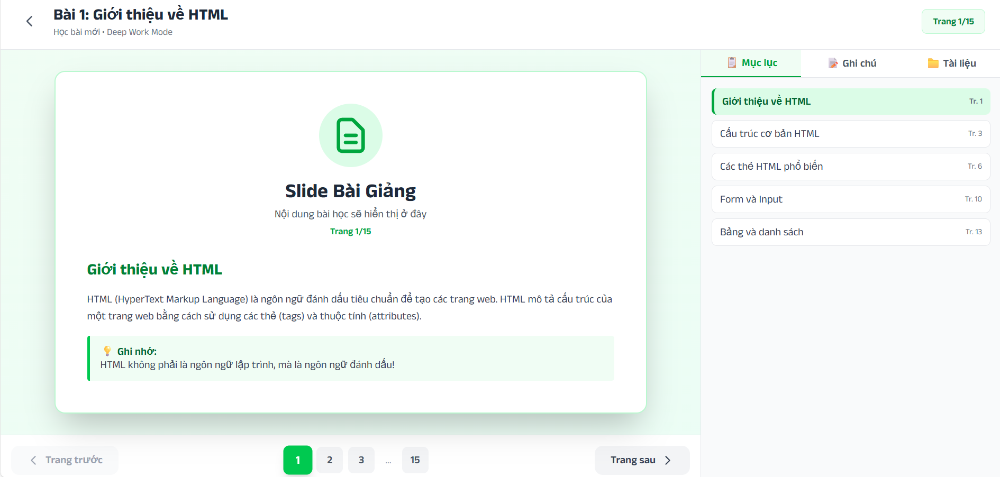 Bài 1: Giới thiệu về HTML
Học bài mới • Deep Work Mode
Trang 1/15
Slide Bài Giảng
Nội dung bài học sẽ hiển thị ở đây
Trang 1/15
Giới thiệu về HTML
HTML (HyperText Markup Language) là ngôn ngữ đánh dấu tiêu chuẩn để tạo các trang web. HTML mô tả cấu trúc của
một trang web bằng cách sử dụng các thẻ (tags) và thuộc tính (attributes).
Ghi nhớ:
HTML không phải là ngôn ngữ lập trình, mà là ngôn ngữ đánh dấu!
Trang trước
1 2 3 ... 15
Trang sau
Mục lục
Ghi chú
Tài liệu
Giới thiệu về HTML Tr. 1
Cấu trúc cơ bản HTML Tr. 3
Các thẻ HTML phổ biến Tr. 6
Form và Input Tr. 10
Bảng và danh sách Tr. 13